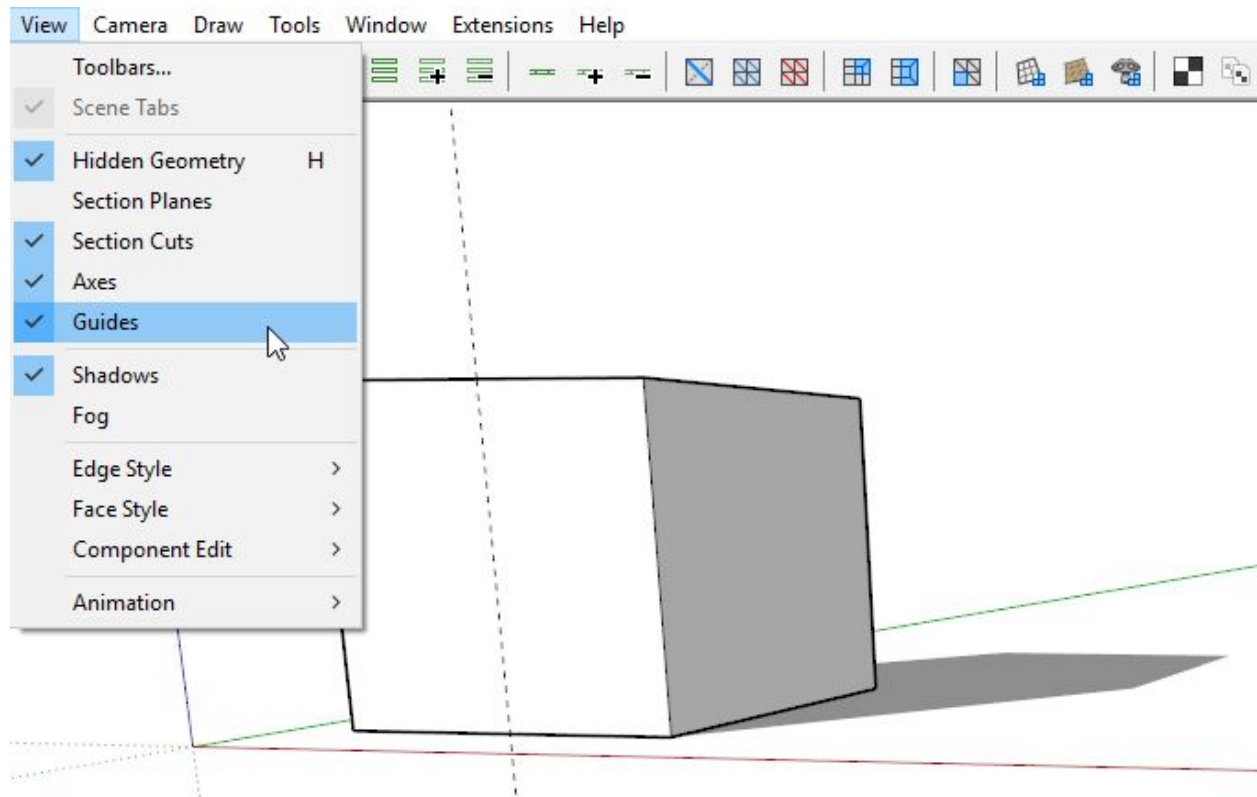 View Camera Draw Tools Window Extensions Help
Toolbars...
Scene Tabs
Hidden Geometry H
Section Planes
Section Cuts
Axes
Guides
Shadows
Fog
Edge Style
Face Style
Component Edit
Animation